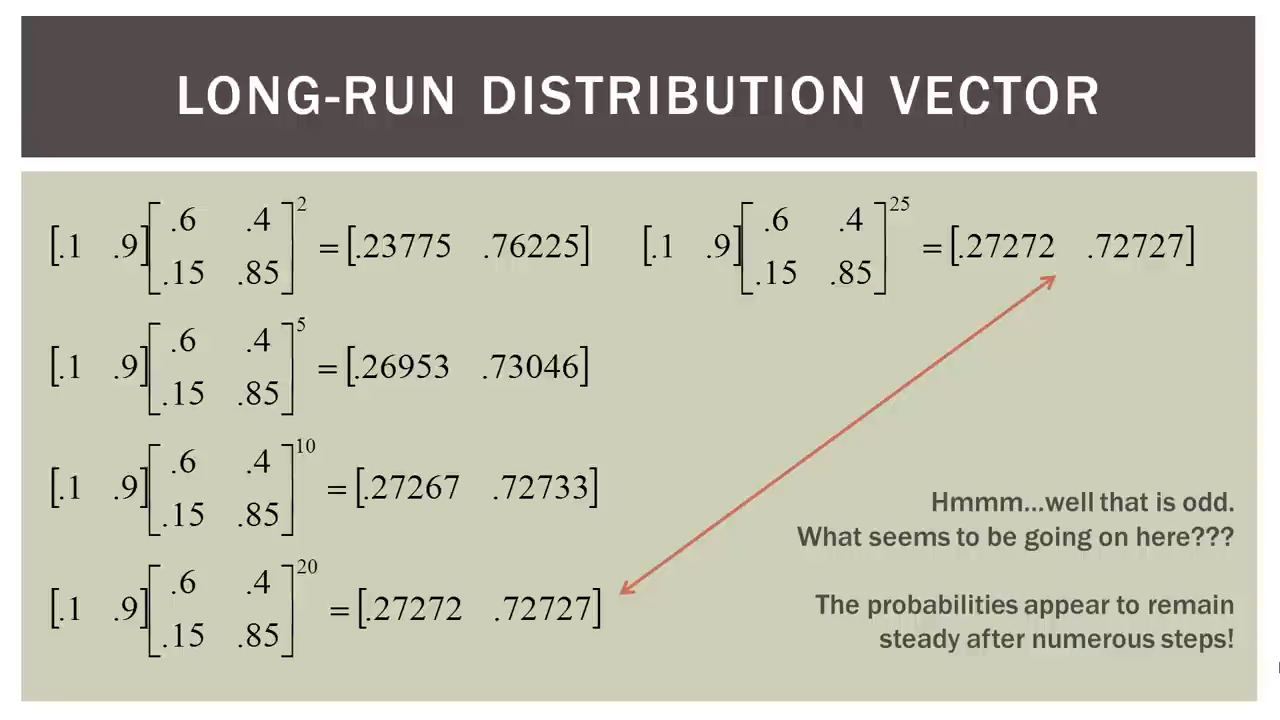 LONG-RUN DISTRIBUTION VECTOR
[.1 .9] [.6 .4 .15 .85]^2 = [.23775 .76225]
[.1 .9] [.6 .4 .15 .85]^5 = [.26953 .73046]
[.1 .9] [.6 .4 .15 .85]^10 = [.27267 .72733]
[.1 .9] [.6 .4 .15 .85]^20 = [.27272 .72727]
[.1 .9] [.6 .4 .15 .85]^25 = [.27272 .72727]
Hmmm...well that is odd.
What seems to be going on here???
The probabilities appear to remain
steady after numerous steps!